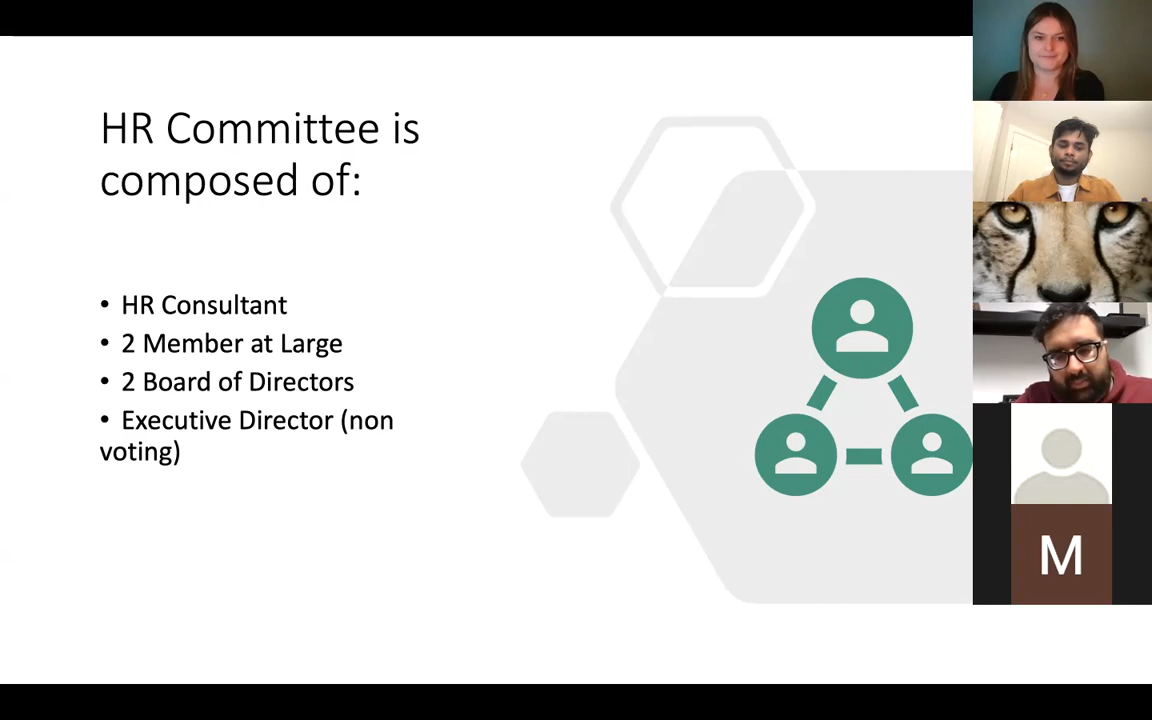 HR Committee is
composed of:
• HR Consultant
• 2 Member at Large
• 2 Board of Directors
• Executive Director (non
voting)
M